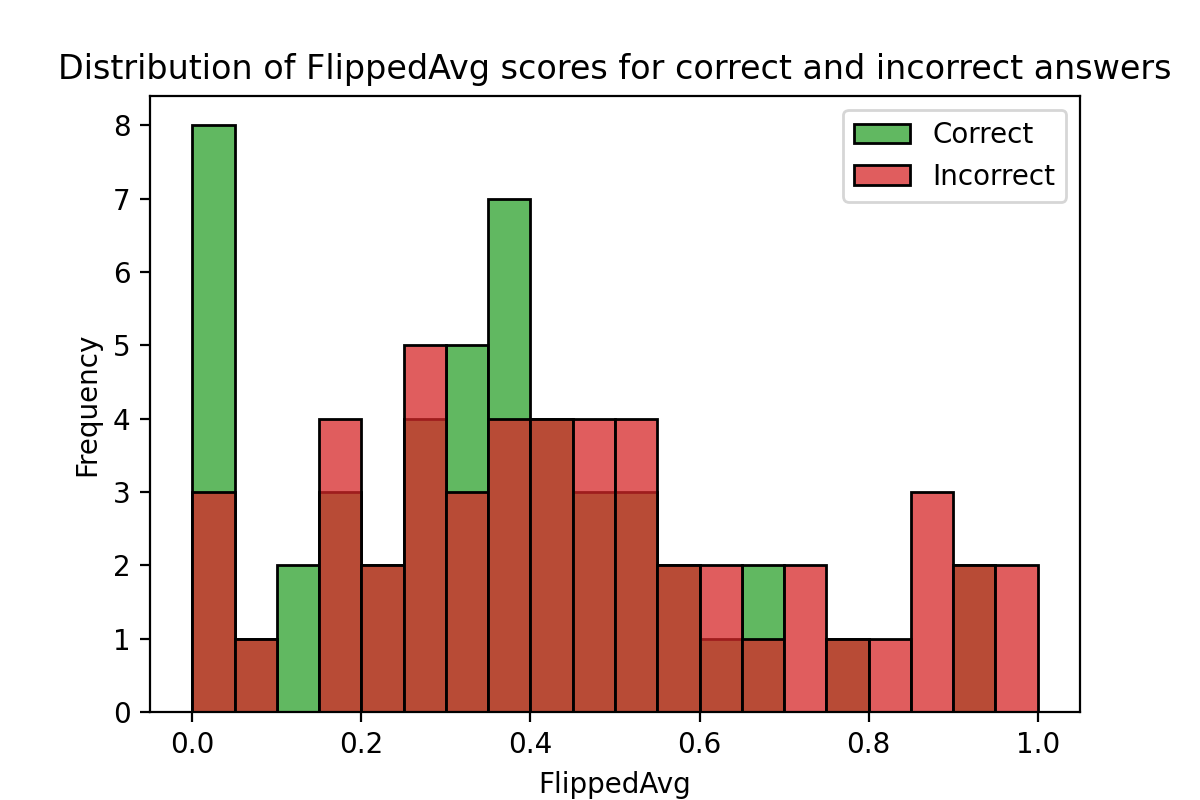 Distribution of FlippedAvg scores for correct and incorrect answers
Correct
Incorrect
Frequency
8
7
6
5
4
3
2
1
0
0.0 0.2 0.4 0.6 0.8 1.0
FlippedAvg